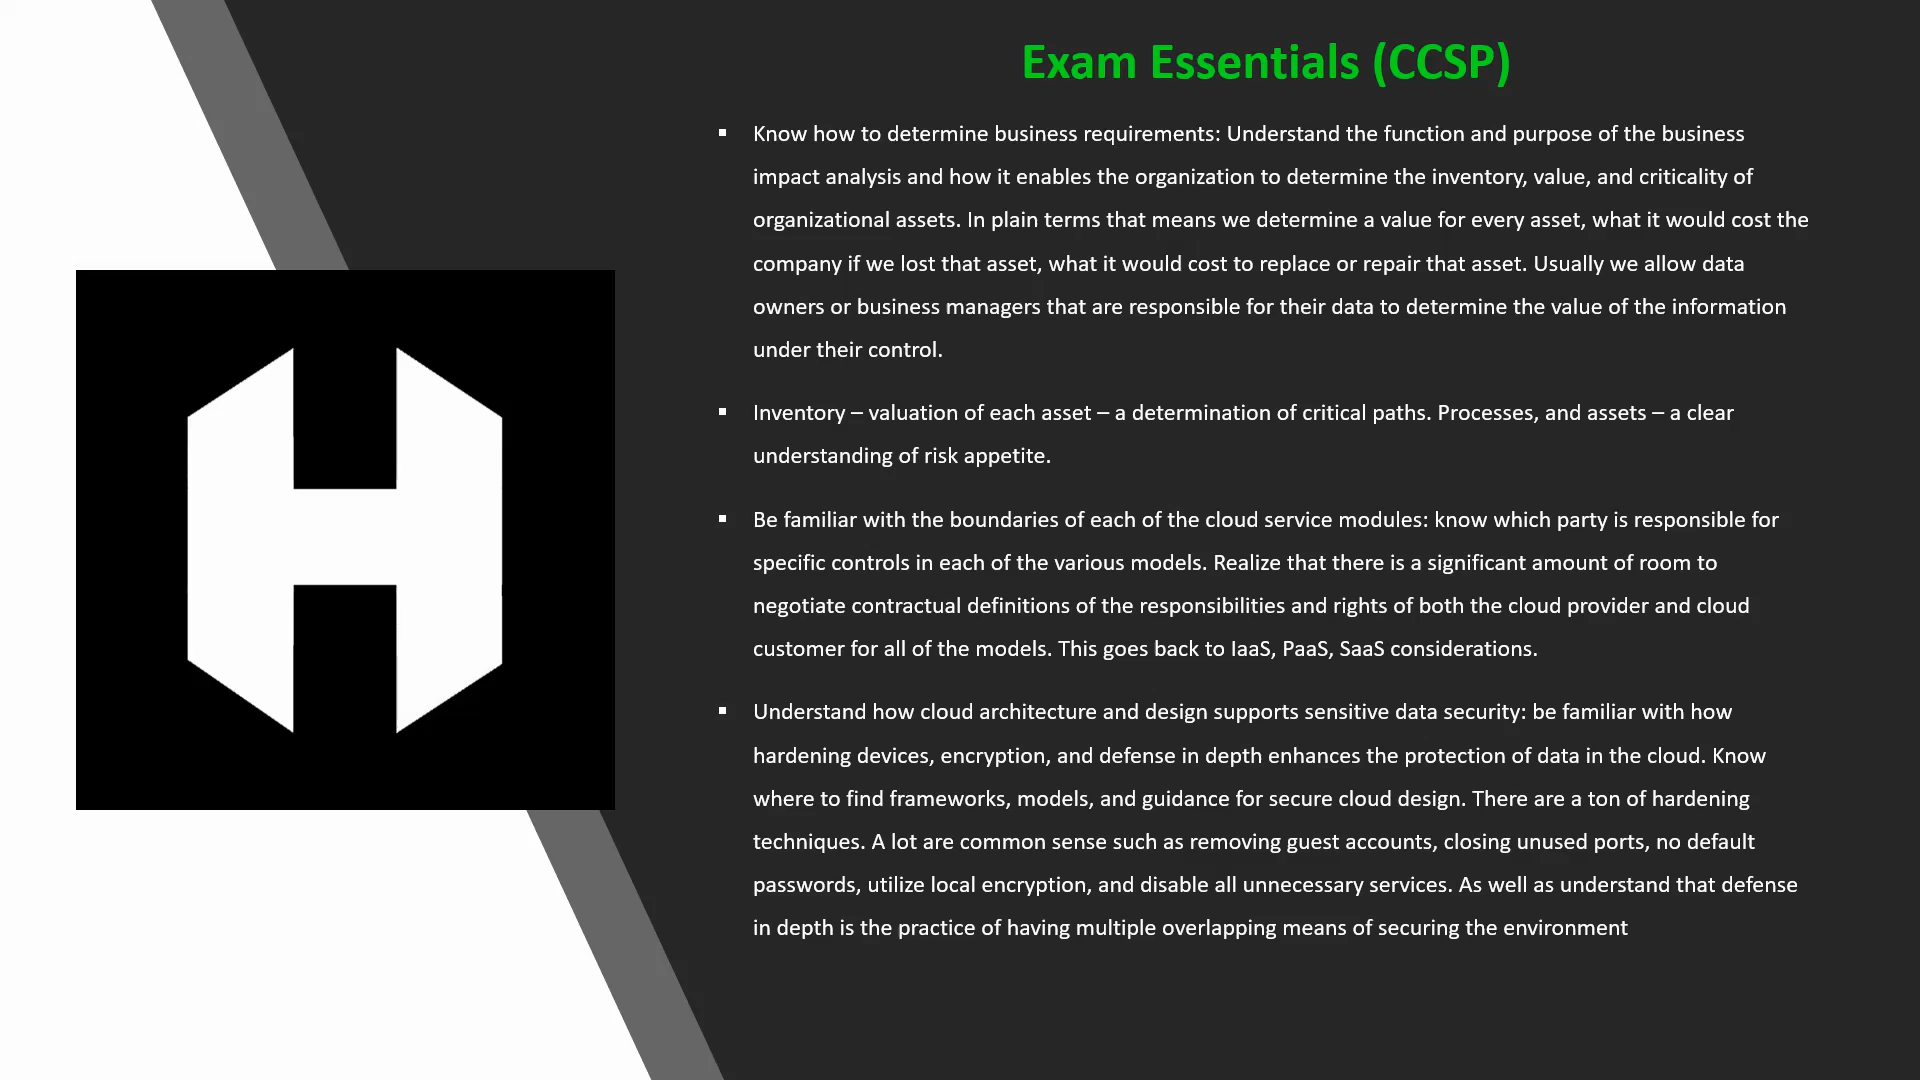 Exam Essentials (CCSP)
▪ Know how to determine business requirements: Understand the function and purpose of the business
impact analysis and how it enables the organization to determine the inventory, value, and criticality of
organizational assets. In plain terms that means we determine a value for every asset, what it would cost the
company if we lost that asset, what it would cost to replace or repair that asset. Usually we allow data
owners or business managers that are responsible for their data to determine the value of the information
under their control.
▪ Inventory – valuation of each asset – a determination of critical paths. Processes, and assets – a clear
understanding of risk appetite.
▪ Be familiar with the boundaries of each of the cloud service modules: know which party is responsible for
specific controls in each of the various models. Realize that there is a significant amount of room to
negotiate contractual definitions of the responsibilities and rights of both the cloud provider and cloud
customer for all of the models. This goes back to IaaS, PaaS, SaaS considerations.
▪ Understand how cloud architecture and design supports sensitive data security: be familiar with how
hardening devices, encryption, and defense in depth enhances the protection of data in the cloud. Know
where to find frameworks, models, and guidance for secure cloud design. There are a ton of hardening
techniques. A lot are common sense such as removing guest accounts, closing unused ports, no default
passwords, utilize local encryption, and disable all unnecessary services. As well as understand that defense
in depth is the practice of having multiple overlapping means of securing the environment
H